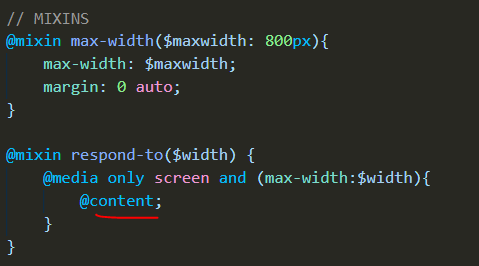 // MIXINS
@mixin max-width($maxwidth: 800px){
max-width: $maxwidth;
margin: 0 auto;
}
@mixin respond-to($width) {
@media only screen and (max-width:$width){
@content;
}
}